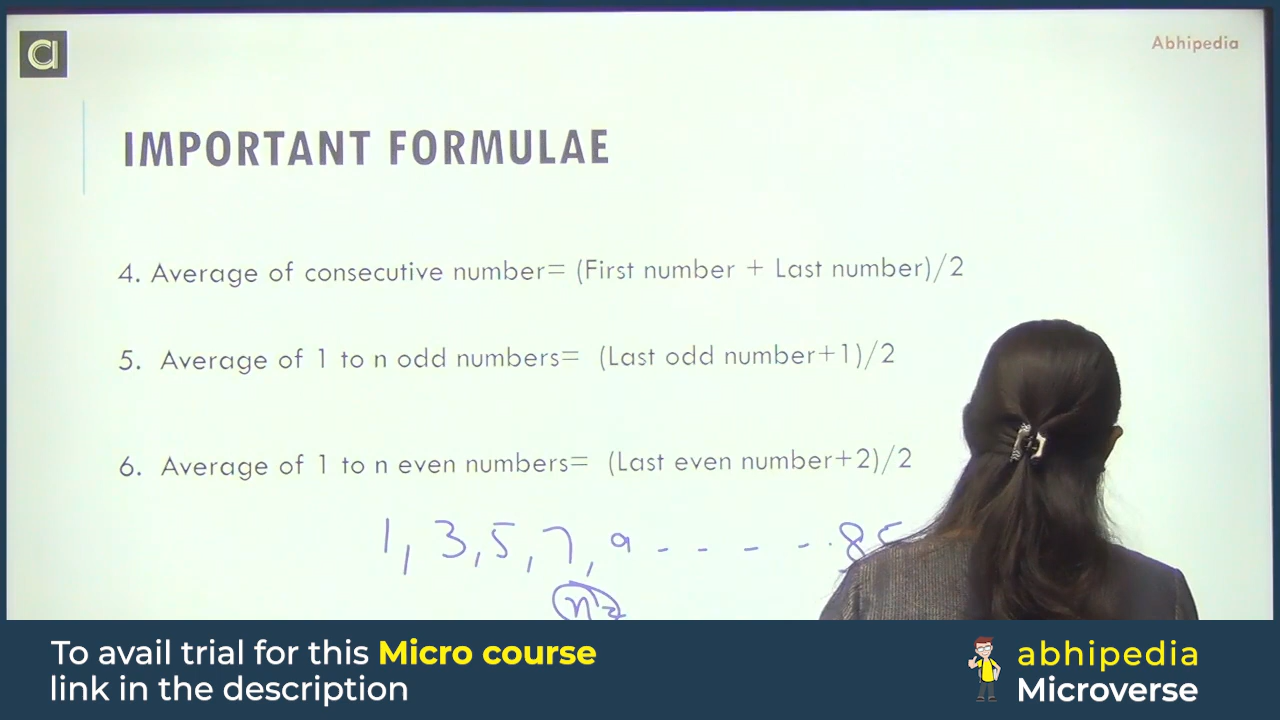 Abhipedia
IMPORTANT FORMULAE
4. Average of consecutive number= (First number + Last number)/2
5. Average of 1 to n odd numbers= (Last odd number+1)/2
6. Average of 1 to n even numbers= (Last even number+2)/2
1, 3, 5, 7, 9 - - - - . 85
To avail trial for this Micro course
link in the description
abhipedia
Microverse